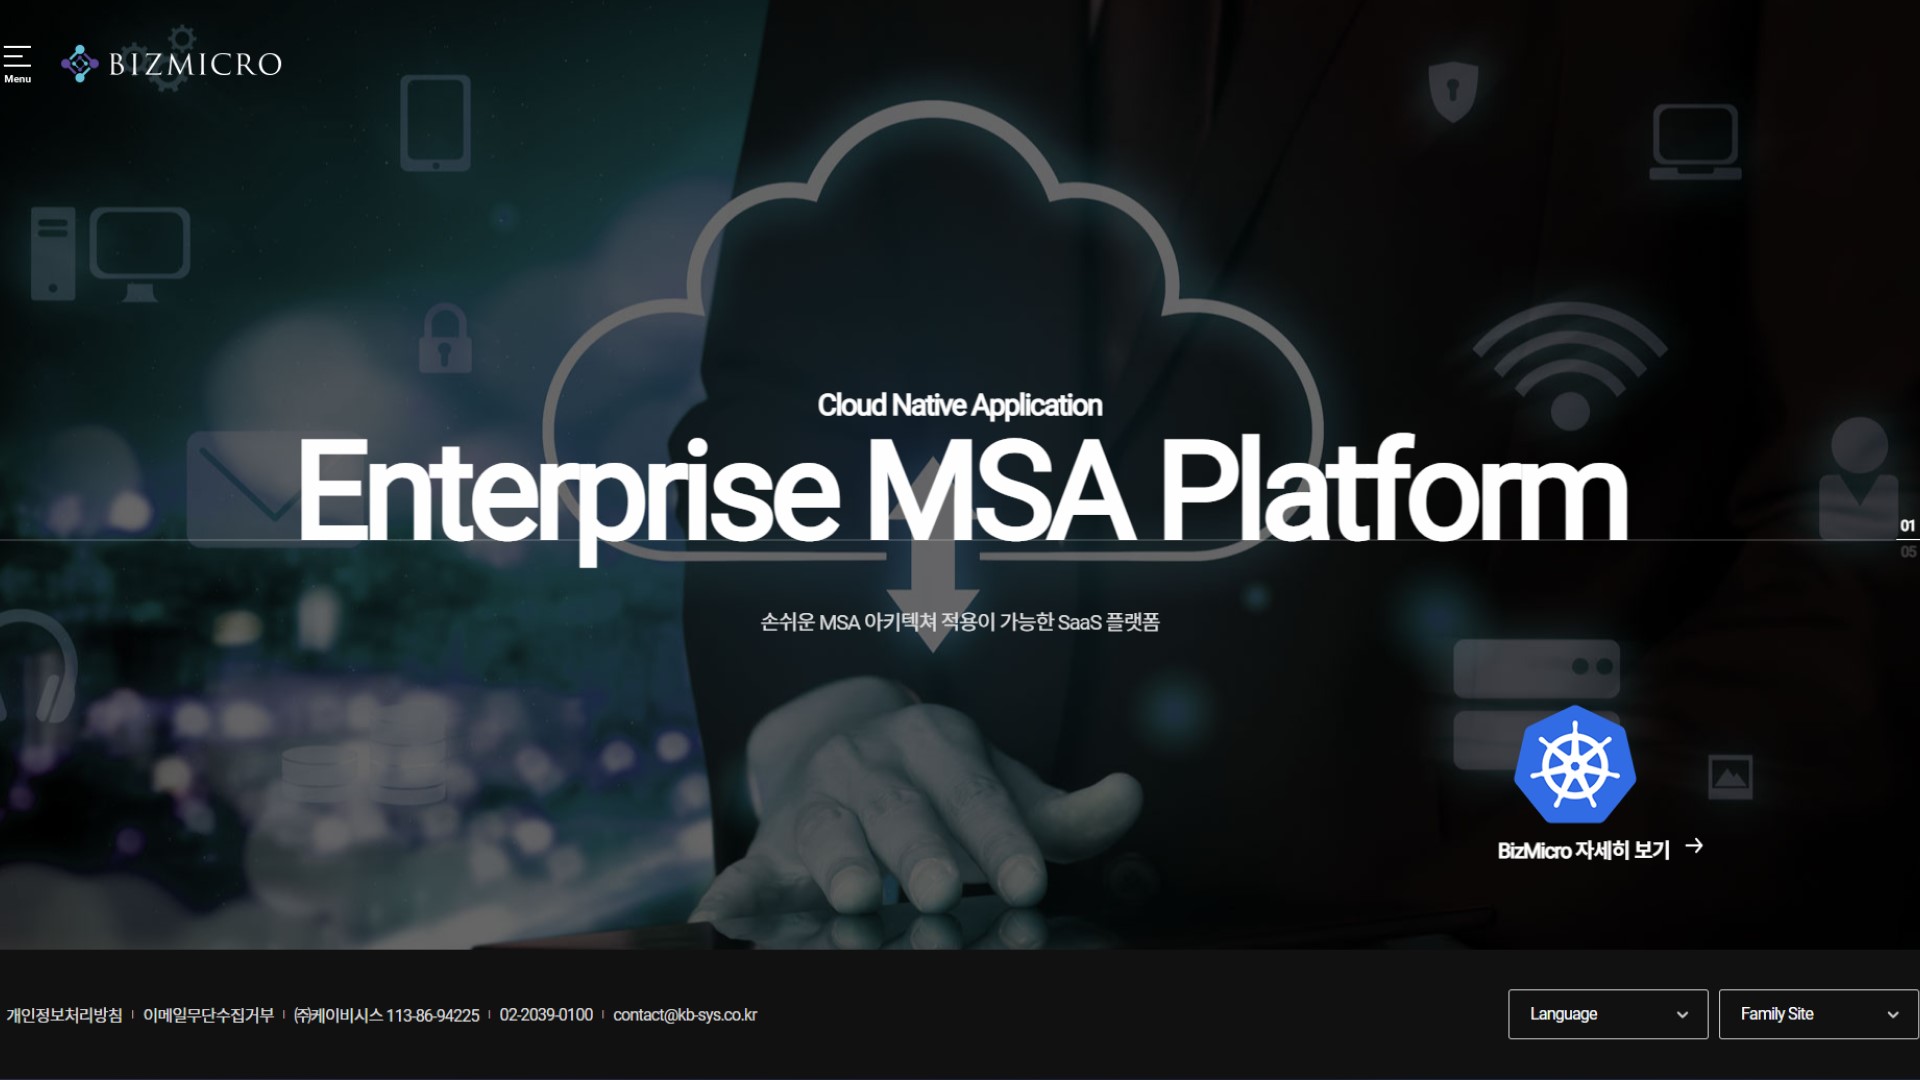 Menu
BIZMICRO
Cloud Native Application
Enterprise MSA Platform
01
05
손쉬운 MSA 아키텍쳐 적용이 가능한 SaaS 플랫폼
BizMicro 자세히 보기 →
개인정보처리방침 | 이메일무단수집거부 | ㈜케이비시스 113-86-94225 | 02-2039-0100 | contact@kb-sys.co.kr
Language
Family Site